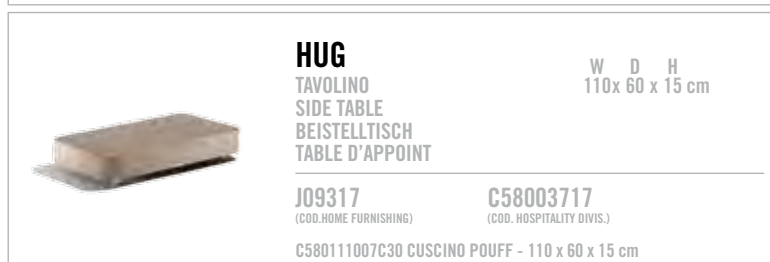 HUG
TAVOLINO
SIDE TABLE
BEISTELLTISCH
TABLE D'APPOINT
W D H
110x 60 x 15 cm
J09317
(COD.HOME FURNISHING)
C58003717
(COD. HOSPITALITY DIVIS.)
C580111007C30 CUSCINO POUFF - 110 x 60 x 15 cm